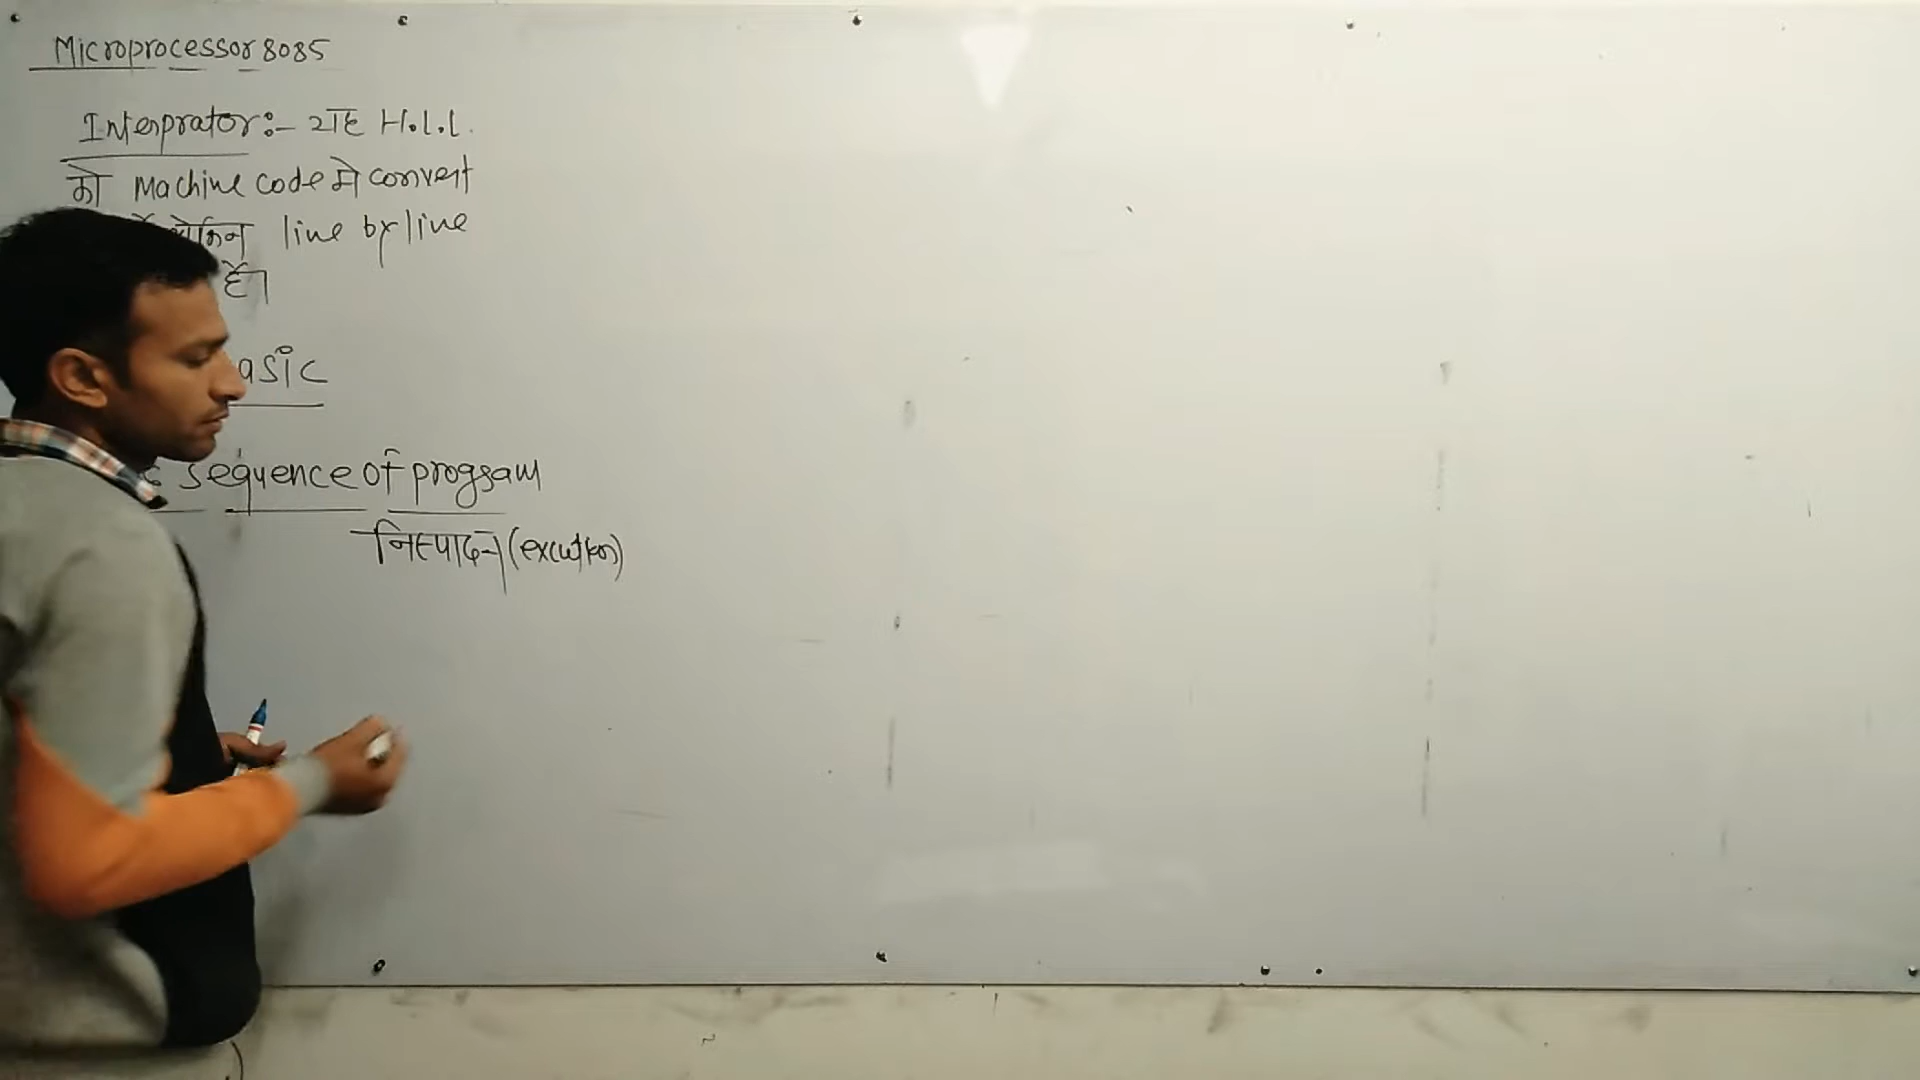 Microprocessor 8085
Interprator:- यह H.L.L.
को Machine code मे convert
line by line
है।
asic
sequence of program
निष्पादन (excution)